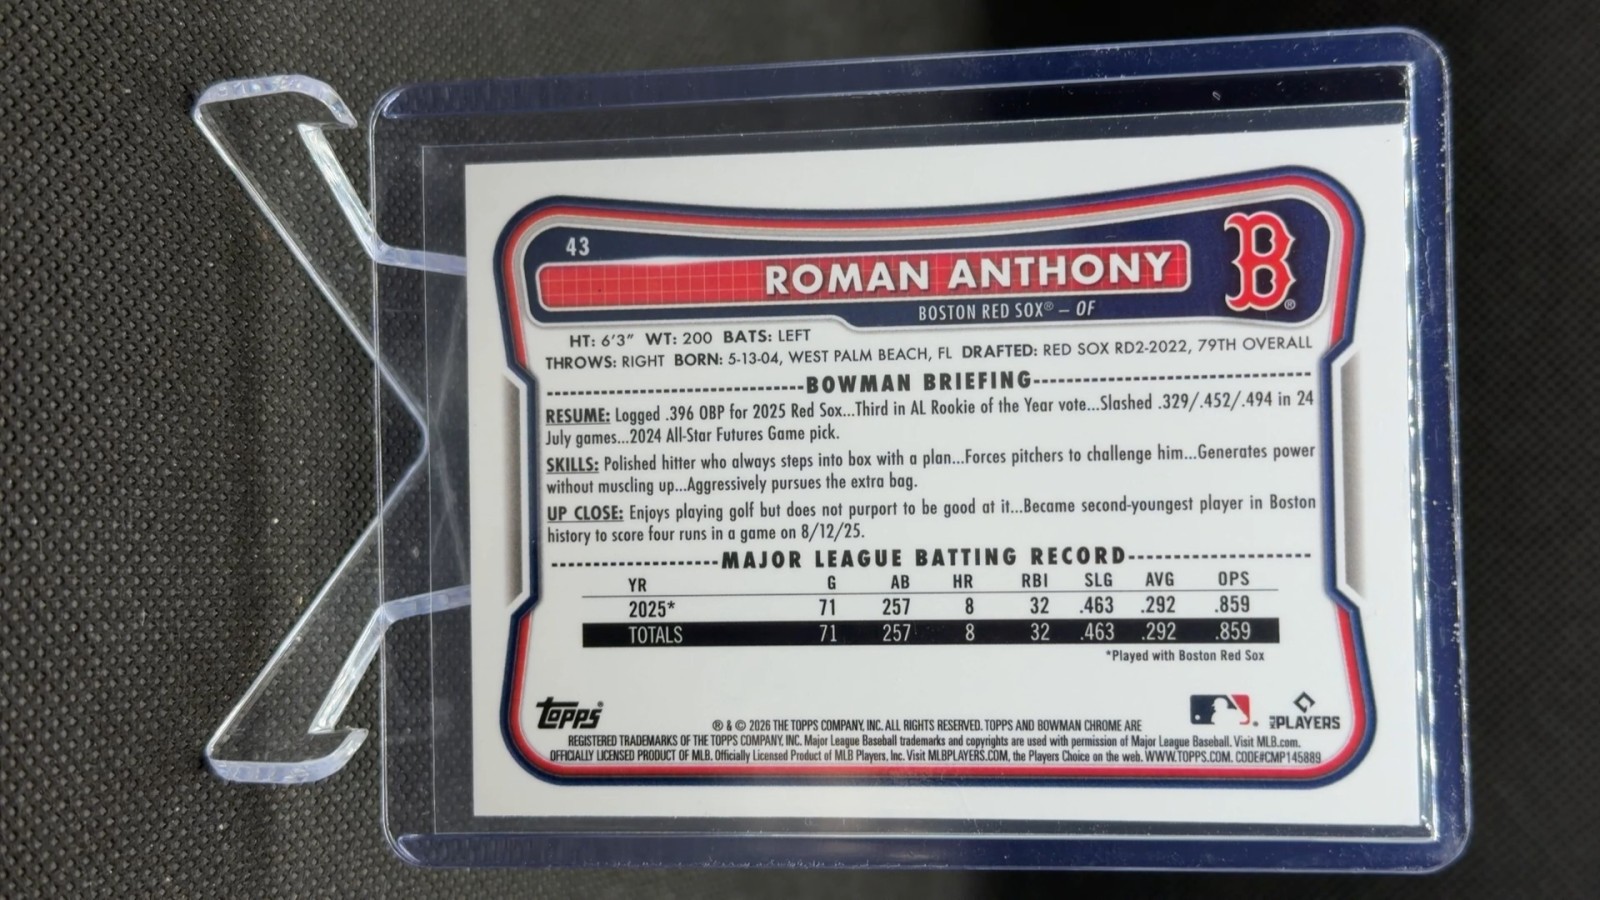 43
ROMAN ANTHONY
B®
BOSTON RED SOX® – OF
HT: 6'3" WT: 200 BATS: LEFT
THROWS: RIGHT BORN: 5-13-04, WEST PALM BEACH, FL DRAFTED: RED SOX RD2-2022, 79TH OVERALL
BOWMAN BRIEFING
RESUME: Logged .396 OBP for 2025 Red Sox...Third in AL Rookie of the Year vote...Slashed .329/.452/.494 in 24
July games...2024 All-Star Futures Game pick.
SKILLS: Polished hitter who always steps into box with a plan...Forces pitchers to challenge him...Generates power
without muscling up...Aggressively pursues the extra bag.
UP CLOSE: Enjoys playing golf but does not purport to be good at it...Became second-youngest player in Boston
history to score four runs in a game on 8/12/25.
MAJOR LEAGUE BATTING RECORD
YR G AB HR RBI SLG AVG OPS
2025* 71 257 8 32 .463 .292 .859
TOTALS 71 257 8 32 .463 .292 .859
*Played with Boston Red Sox
topps®
MLB PLAYERS
® & © 2026 THE TOPPS COMPANY, INC. ALL RIGHTS RESERVED. TOPPS AND BOWMAN CHROME ARE
REGISTERED TRADEMARKS OF THE TOPPS COMPANY, INC. Major League Baseball trademarks and copyrights are used with permission of Major League Baseball. Visit MLB.com.
OFFICIALLY LICENSED PRODUCT OF MLB. Officially Licensed Product of MLB Players, Inc. Visit MLBPLAYERS.COM, the Players Choice on the web. WWW.TOPPS.COM. CODE#CMP145889